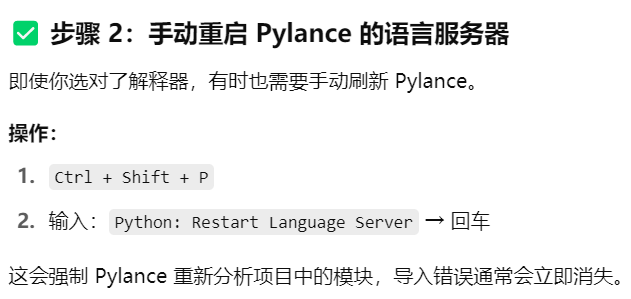 ✅ 步骤 2：手动重启 Pylance 的语言服务器
即使你选对了解释器，有时也需要手动刷新 Pylance。
操作：
1. Ctrl + Shift + P
2. 输入：Python: Restart Language Server → 回车
这会强制 Pylance 重新分析项目中的模块，导入错误通常会立即消失。